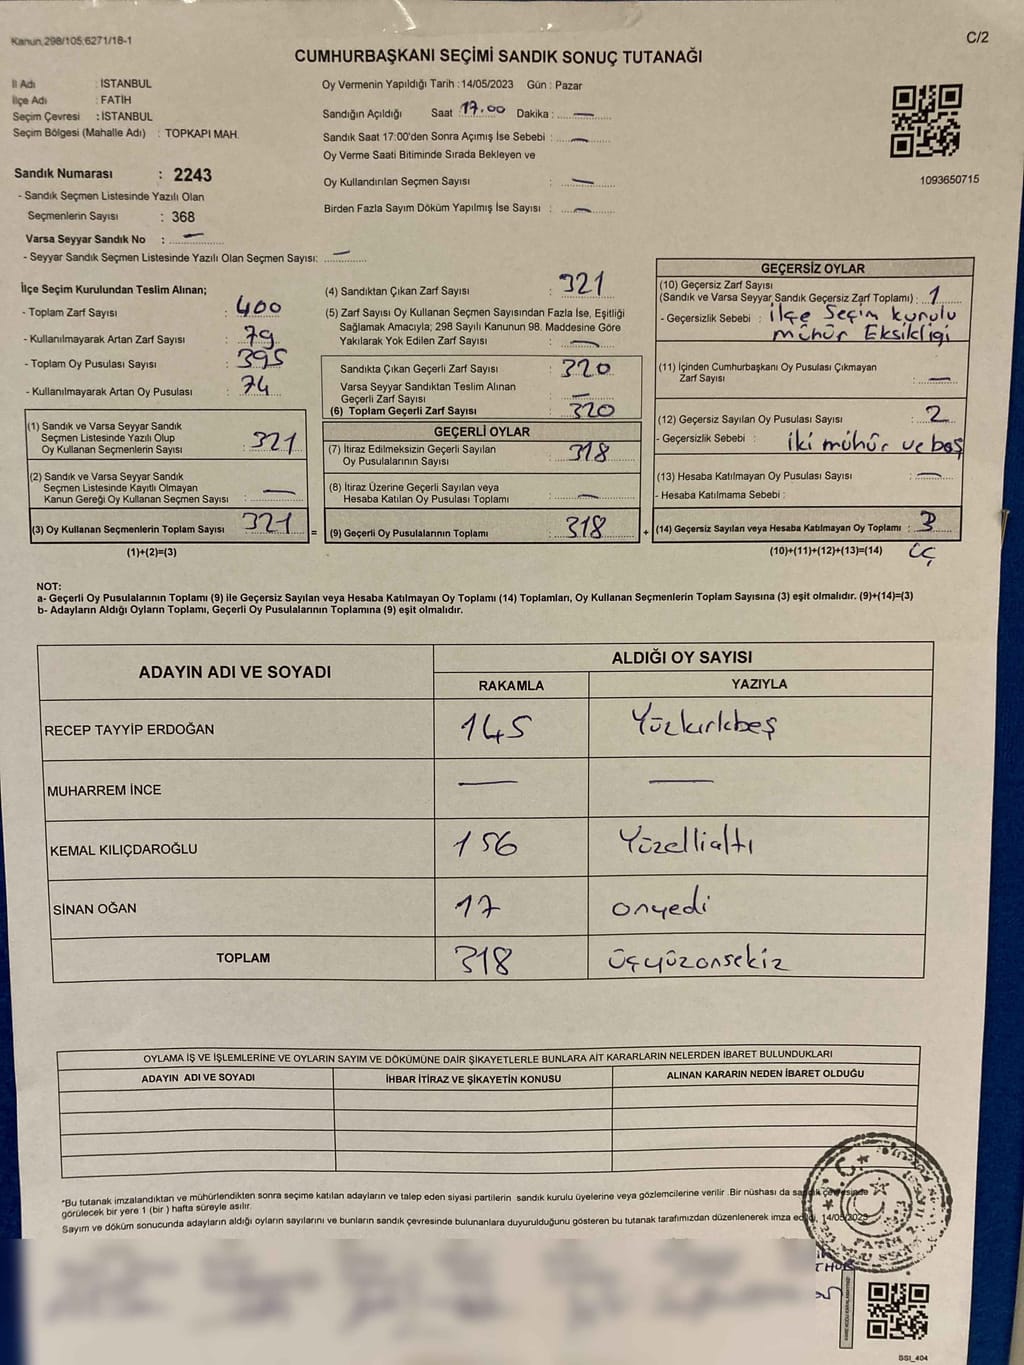 Kanun.298/105.6271/18-1
C/2
CUMHURBAŞKANI SEÇİMİ SANDIK SONUÇ TUTANAĞI
İl Adı : İSTANBUL
İlçe Adı : FATİH
Seçim Çevresi : İSTANBUL
Seçim Bölgesi (Mahalle Adı) : TOPKAPI MAH.
Sandık Numarası : 2243
- Sandık Seçmen Listesinde Yazılı Olan
Seçmenlerin Sayısı : 368
Varsa Seyyar Sandık No : —
- Seyyar Sandık Seçmen Listesinde Yazılı Olan Seçmen Sayısı: —
Oy Vermenin Yapıldığı Tarih : 14/05/2023 Gün : Pazar
Sandığın Açıldığı Saat 17.00 Dakika : —
Sandık Saat 17:00'den Sonra Açımış İse Sebebi : —
Oy Verme Saati Bitiminde Sırada Bekleyen ve
Oy Kullandırılan Seçmen Sayısı : —
Birden Fazla Sayım Döküm Yapılmış İse Sayısı : —
1093650715
İlçe Seçim Kurulundan Teslim Alınan;
- Toplam Zarf Sayısı : 400
- Kullanılmayarak Artan Zarf Sayısı : 79
- Toplam Oy Pusulası Sayısı : 395
- Kullanılmayarak Artan Oy Pusulası : 74
(1) Sandık ve Varsa Seyyar Sandık
Seçmen Listesinde Yazılı Olup
Oy Kullanan Seçmenlerin Sayısı : 321
(2) Sandık ve Varsa Seyyar Sandık
Seçmen Listesinde Kayıtlı Olmayan
Kanun Gereği Oy Kullanan Seçmen Sayısı : —
(3) Oy Kullanan Seçmenlerin Toplam Sayısı : 321 =
(1)+(2)=(3)
(4) Sandıktan Çıkan Zarf Sayısı : 321
(5) Zarf Sayısı Oy Kullanan Seçmen Sayısından Fazla İse, Eşitliği
Sağlamak Amacıyla; 298 Sayılı Kanunun 98. Maddesine Göre
Yakılarak Yok Edilen Zarf Sayısı : —
Sandıkta Çıkan Geçerli Zarf Sayısı : 320
Varsa Seyyar Sandıktan Teslim Alınan
Geçerli Zarf Sayısı : —
(6) Toplam Geçerli Zarf Sayısı : 320
GEÇERLİ OYLAR
(7) İtiraz Edilmeksizin Geçerli Sayılan
Oy Pusulalarının Sayısı : 318
(8) İtiraz Üzerine Geçerli Sayılan veya
Hesaba Katılan Oy Pusulası Toplamı : —
(9) Geçerli Oy Pusulalarının Toplamı : 318 +
GEÇERSİZ OYLAR
(10) Geçersiz Zarf Sayısı
(Sandık ve Varsa Seyyar Sandık Geçersiz Zarf Toplamı) : 1
- Geçersizlik Sebebi : ilçe Seçim kurulu
mühür Eksikliği
(11) İçinden Cumhurbaşkanı Oy Pusulası Çıkmayan
Zarf Sayısı : —
(12) Geçersiz Sayılan Oy Pusulası Sayısı : 2
- Geçersizlik Sebebi : iki mühür ve boş
(13) Hesaba Katılmayan Oy Pusulası Sayısı : —
- Hesaba Katılmama Sebebi :
(14) Geçersiz Sayılan veya Hesaba Katılmayan Oy Toplamı : 3
(10)+(11)+(12)+(13)=(14)
NOT:
a- Geçerli Oy Pusulalarının Toplamı (9) ile Geçersiz Sayılan veya Hesaba Katılmayan Oy Toplamı (14) Toplamları, Oy Kullanan Seçmenlerin Toplam Sayısına (3) eşit olmalıdır. (9)+(14)=(3)
b- Adayların Aldığı Oyların Toplamı, Geçerli Oy Pusulalarının Toplamına (9) eşit olmalıdır.
ADAYIN ADI VE SOYADI
ALDIĞI OY SAYISI
RAKAMLA YAZIYLA
RECEP TAYYİP ERDOĞAN 145 Yüzkırkbeş
MUHARREM İNCE — —
KEMAL KILIÇDAROĞLU 156 Yüzellialtı
SİNAN OĞAN 17 onyedi
TOPLAM 318 üçyüzonsekiz
OYLAMA İŞ VE İŞLEMLERİNE VE OYLARIN SAYIM VE DÖKÜMÜNE DAİR ŞİKAYETLERLE BUNLARA AİT KARARLARIN NELERDEN İBARET BULUNDUKLARI
ADAYIN ADI VE SOYADI İHBAR İTİRAZ VE ŞİKAYETİN KONUSU ALINAN KARARIN NEDEN İBARET OLDUĞU
*Bu tutanak imzalandıktan ve mühürlendikten sonra seçime katılan adayların ve talep eden siyasi partilerin sandık kurulu üyelerine veya gözlemcilerine verilir .Bir nüshası da sandık çevresinde
görülecek bir yere 1 (bir ) hafta süreyle asılır.
Sayım ve döküm sonucunda adayların aldığı oyların sayılarını ve bunların sandık çevresinde bulunanlara duyurulduğunu gösteren bu tutanak tarafımızdan düzenlenerek imza edildi. 14/05/2023
SSI_404